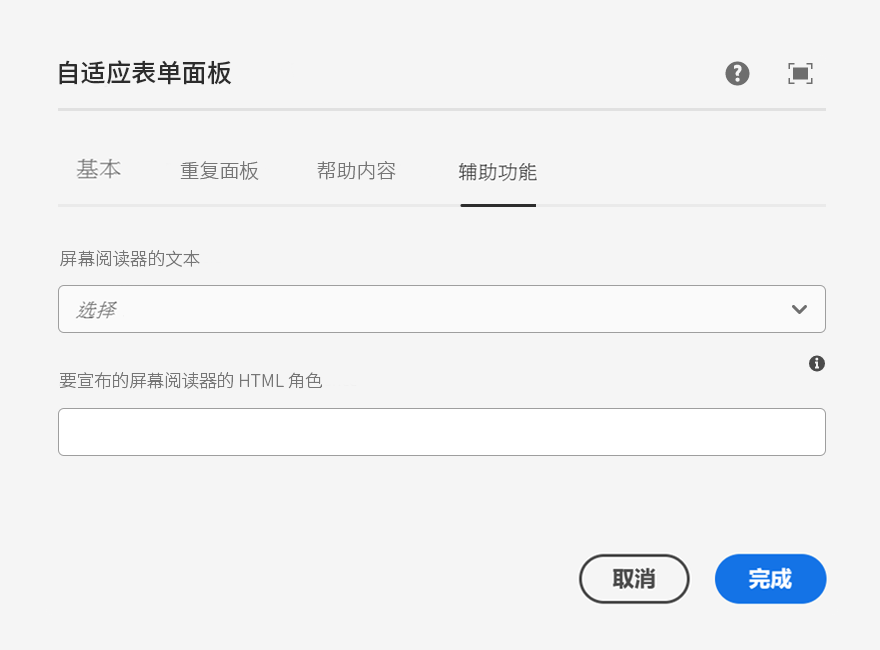 自适应表单面板
基本 重复面板 帮助内容 辅助功能
屏幕阅读器的文本
选择
要宣布的屏幕阅读器的 HTML 角色
取消 完成